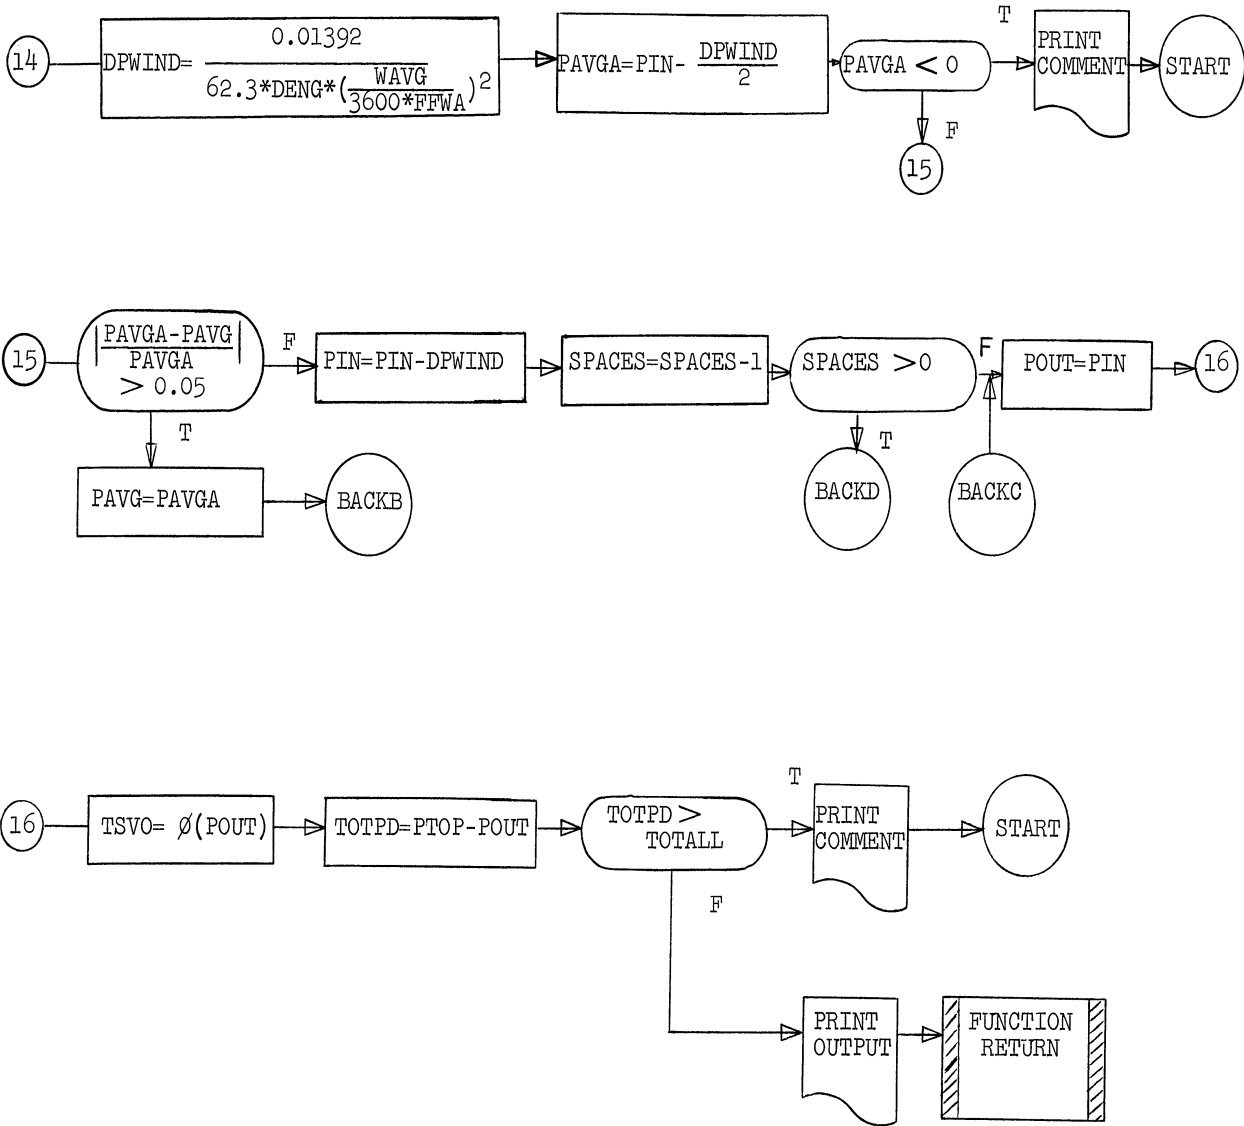 14
DPWIND= 0.01392
62.3*DENG*(WAVG/3600*FFWA)2
PAVGA=PIN- DPWIND
2
PAVGA < 0
T
PRINT
COMMENT
START
F
15
15
|PAVGA-PAVG|
PAVGA
> 0.05
F
PIN=PIN-DPWIND
SPACES=SPACES-1
SPACES >0
F
POUT=PIN
16
T
PAVG=PAVGA
BACKB
T
BACKD
BACKC
16
TSVO= Ø(POUT)
TOTPD=PTOP-POUT
TOTPD >
TOTALL
T
PRINT
COMMENT
START
F
PRINT
OUTPUT
FUNCTION
RETURN